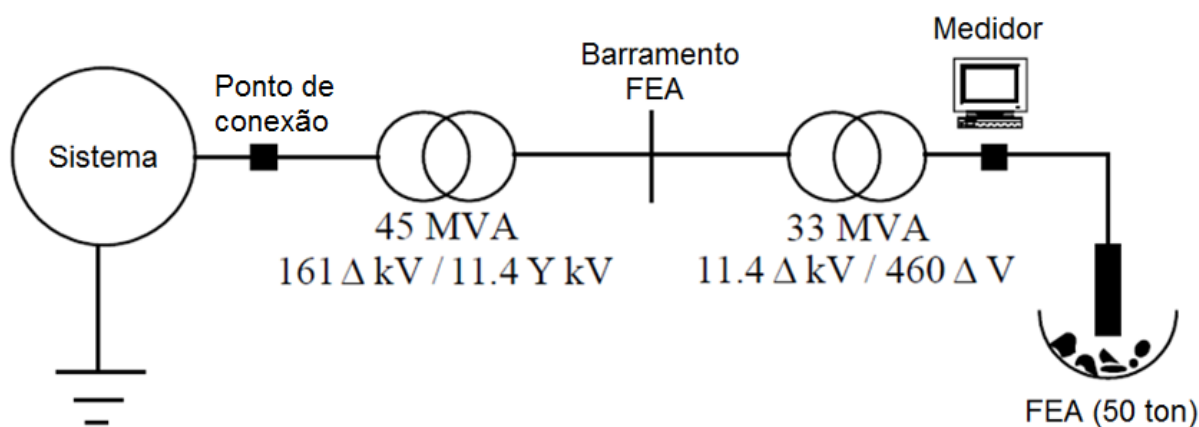 Sistema
Ponto de
conexão
45 MVA
161 Δ kV / 11.4 Y kV
Barramento
FEA
33 MVA
11.4 Δ kV / 460 Δ V
Medidor
FEA (50 ton)